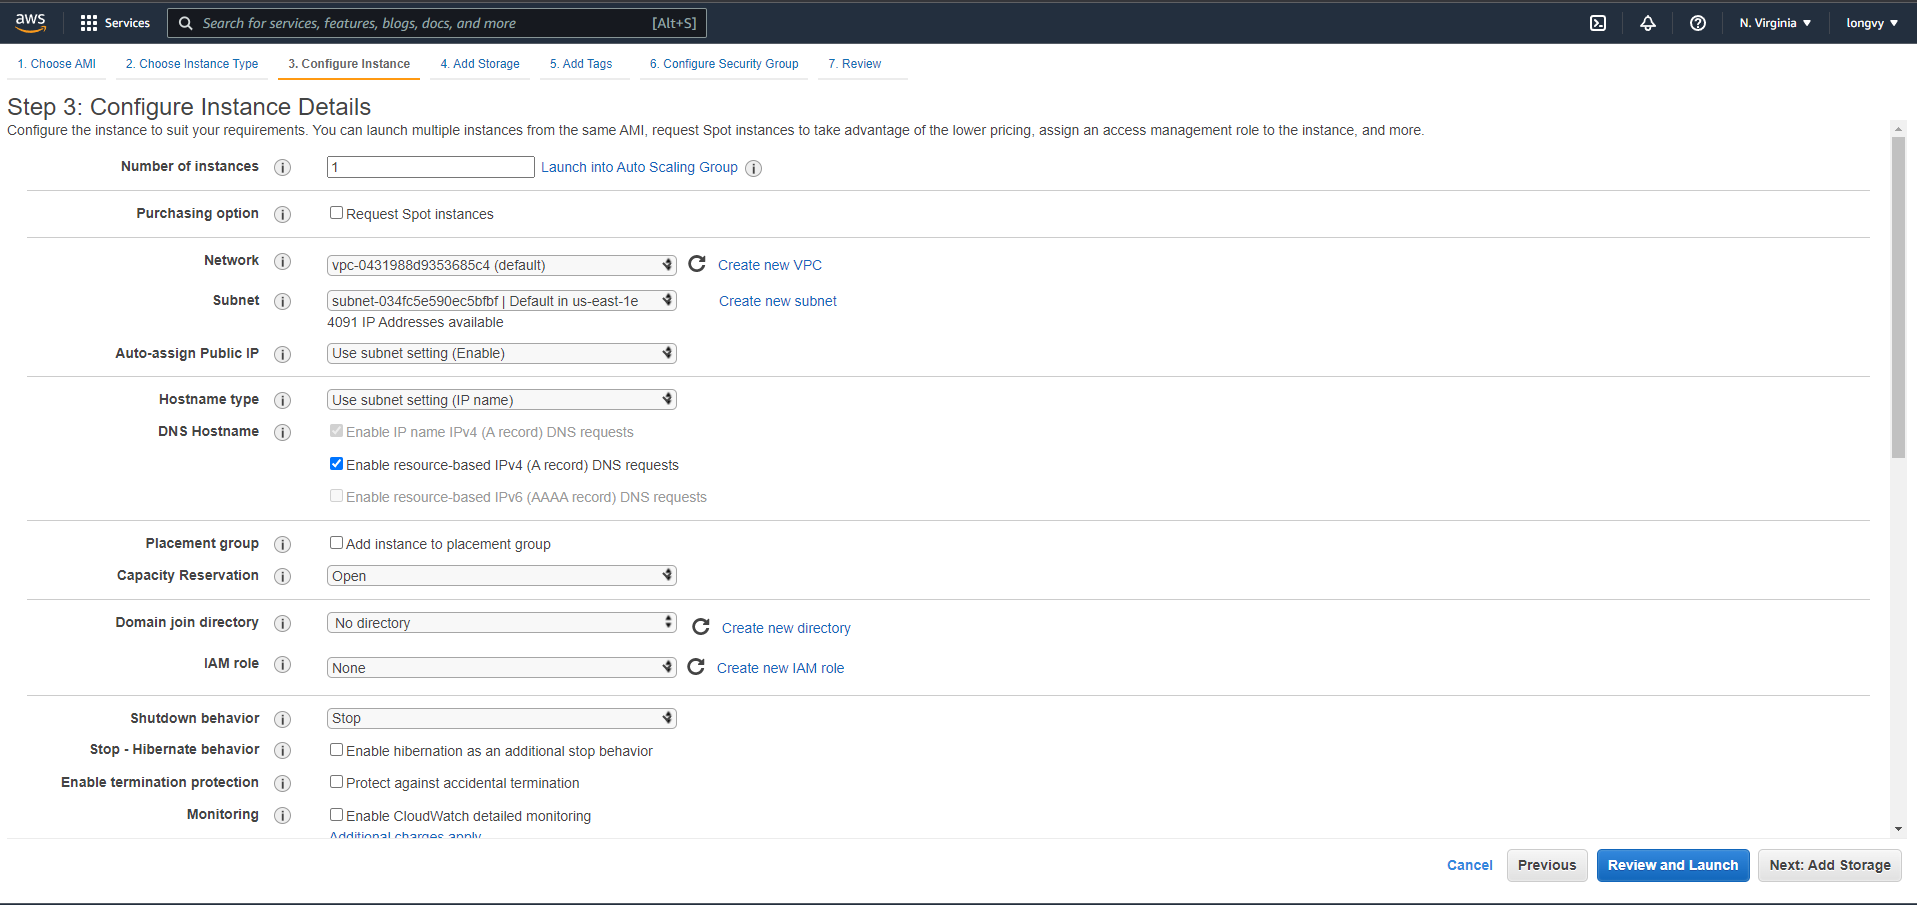 aws Services Search for services, features, blogs, docs, and more [Alt+S] N. Virginia longvy
1. Choose AMI 2. Choose Instance Type 3. Configure Instance 4. Add Storage 5. Add Tags 6. Configure Security Group 7. Review
Step 3: Configure Instance Details
Configure the instance to suit your requirements. You can launch multiple instances from the same AMI, request Spot instances to take advantage of the lower pricing, assign an access management role to the instance, and more.
Number of instances 1 Launch into Auto Scaling Group
Purchasing option Request Spot instances
Network vpc-0431988d9353685c4 (default) Create new VPC
Subnet subnet-034fc5e590ec5bfbf | Default in us-east-1e Create new subnet
4091 IP Addresses available
Auto-assign Public IP Use subnet setting (Enable)
Hostname type Use subnet setting (IP name)
DNS Hostname Enable IP name IPv4 (A record) DNS requests
Enable resource-based IPv4 (A record) DNS requests
Enable resource-based IPv6 (AAAA record) DNS requests
Placement group Add instance to placement group
Capacity Reservation Open
Domain join directory No directory Create new directory
IAM role None Create new IAM role
Shutdown behavior Stop
Stop - Hibernate behavior Enable hibernation as an additional stop behavior
Enable termination protection Protect against accidental termination
Monitoring Enable CloudWatch detailed monitoring
Additional charges apply
Cancel Previous Review and Launch Next: Add Storage